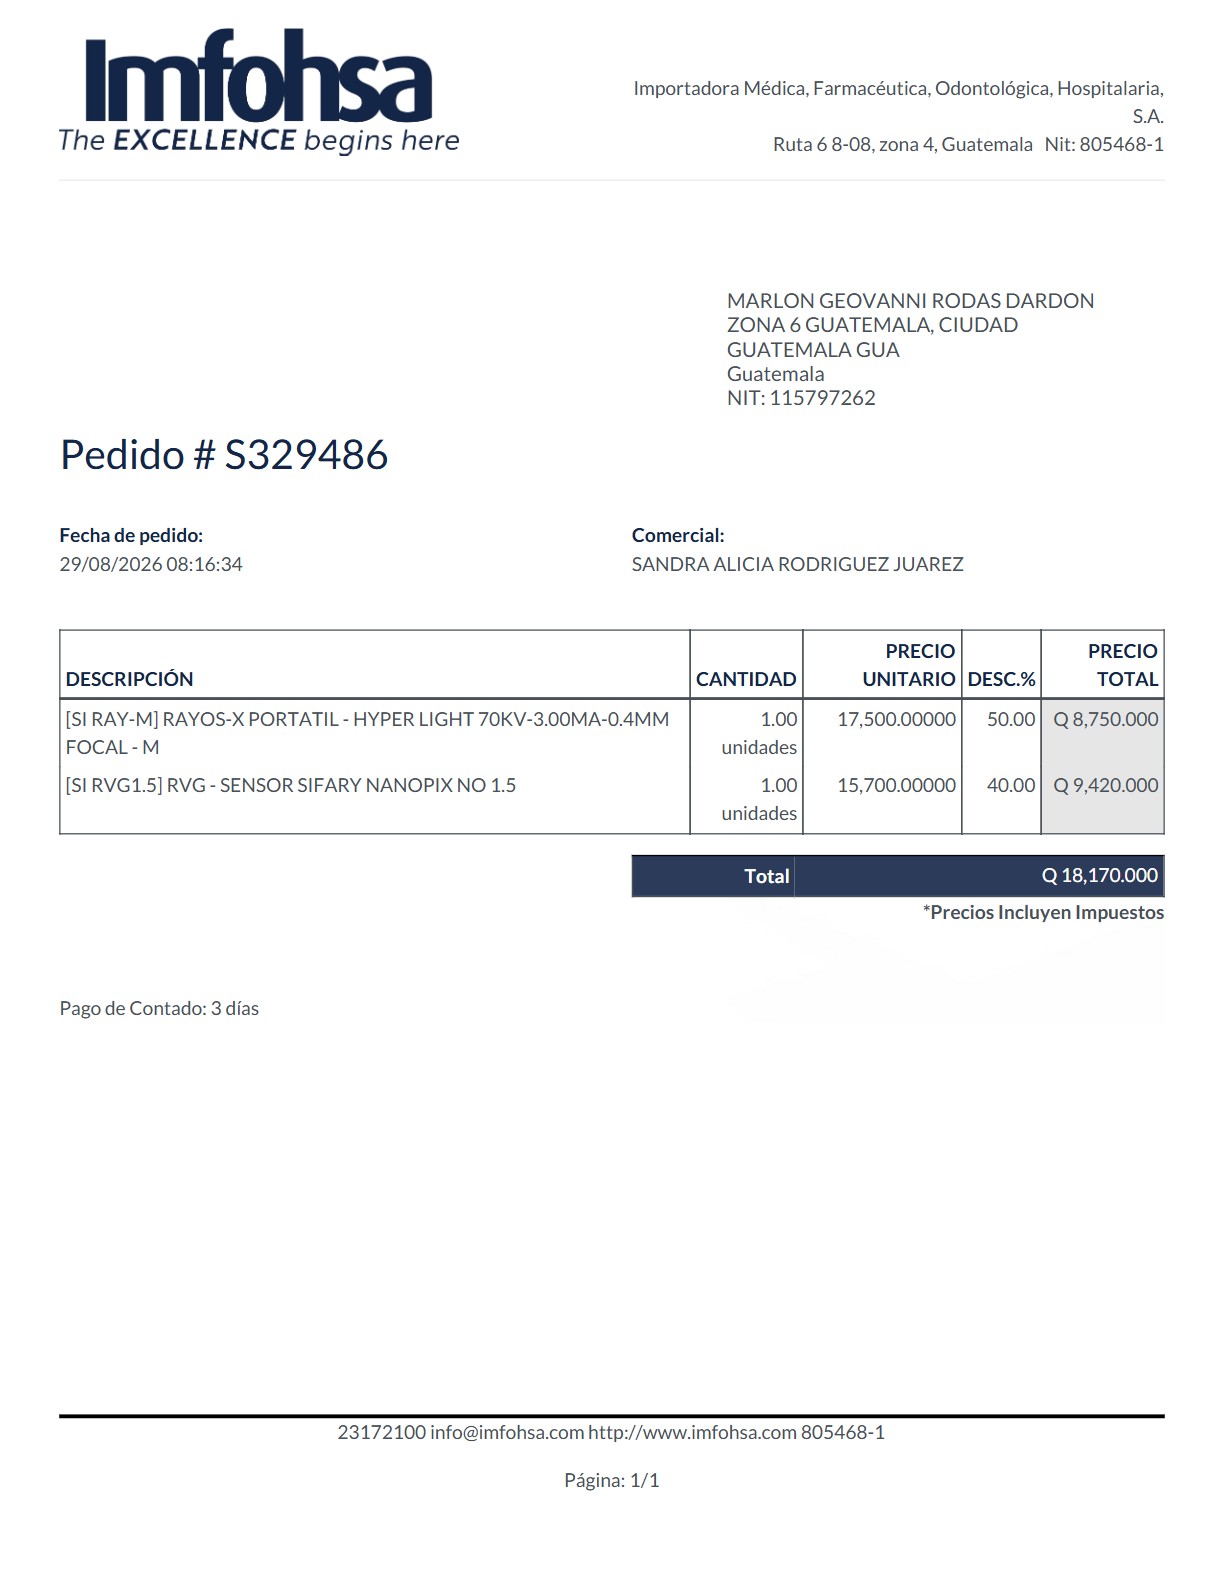 Imfohsa
The EXCELLENCE begins here
Importadora Médica, Farmacéutica, Odontológica, Hospitalaria,
S.A.
Ruta 6 8-08, zona 4, Guatemala Nit: 805468-1
MARLON GEOVANNI RODAS DARDON
ZONA 6 GUATEMALA, CIUDAD
GUATEMALA GUA
Guatemala
NIT: 115797262
Pedido # S329486
Fecha de pedido:
29/08/2026 08:16:34
Comercial:
SANDRA ALICIA RODRIGUEZ JUAREZ
DESCRIPCIÓN CANTIDAD PRECIO UNITARIO DESC.% PRECIO TOTAL
[SI RAY-M] RAYOS-X PORTATIL - HYPER LIGHT 70KV-3.00MA-0.4MM 1.00 17,500.00000 50.00 Q 8,750.000
FOCAL - M unidades
[SI RVG1.5] RVG - SENSOR SIFARY NANOPIX NO 1.5 1.00 15,700.00000 40.00 Q 9,420.000
unidades
Total Q 18,170.000
*Precios Incluyen Impuestos
Pago de Contado: 3 días
23172100 info@imfohsa.com http://www.imfohsa.com 805468-1
Página: 1/1